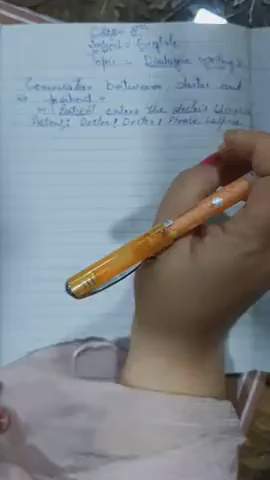 Class 8th
Subject = English
Topic = Dialogue writing
Conversation between doctor and
patient =
Patient enters the doctor's
Patient: Doctor! Doctor! Please help me